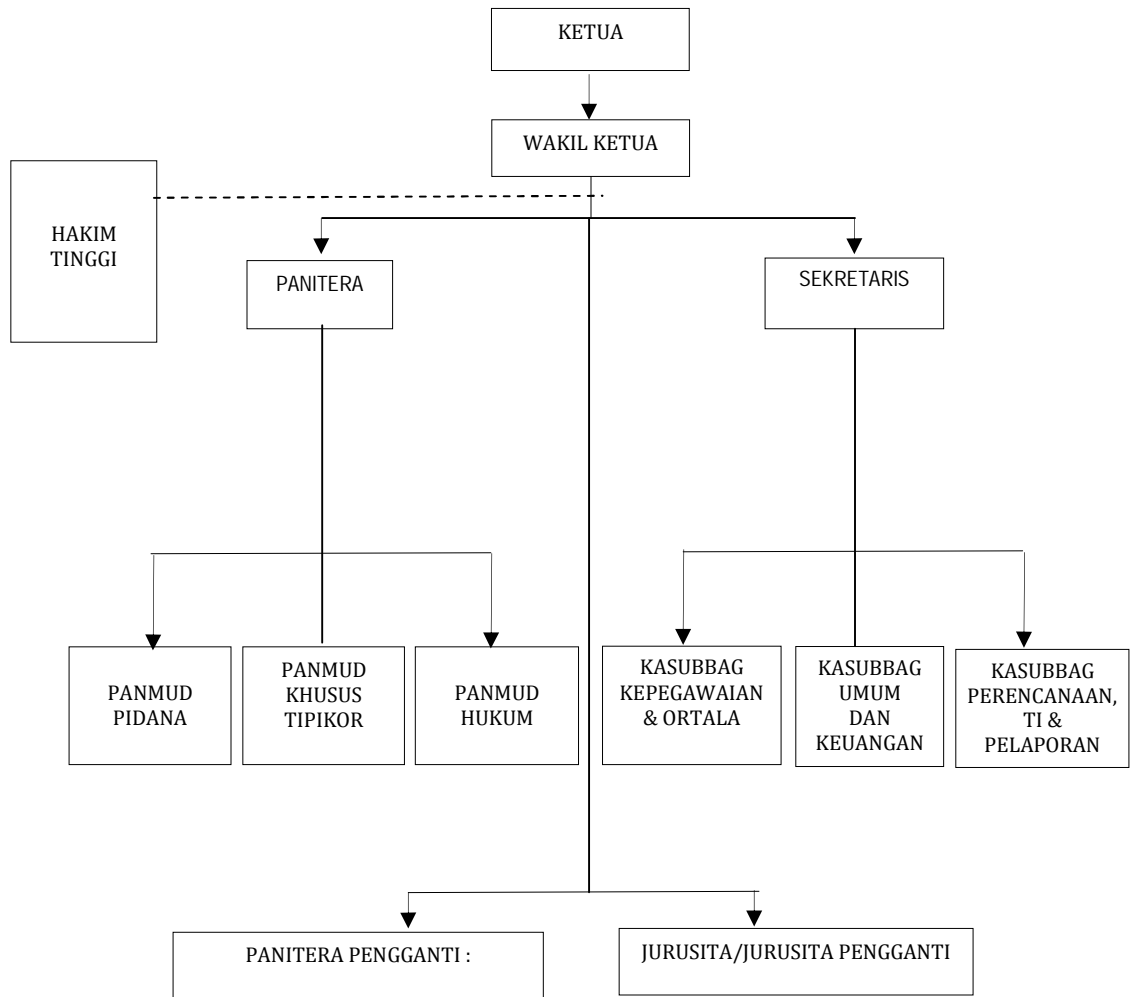 KETUA
WAKIL KETUA
HAKIM
TINGGI
PANITERA
SEKRETARIS
PANMUD
PIDANA
PANMUD
KHUSUS
TIPIKOR
PANMUD
HUKUM
KASUBBAG
KEPEGAWAIAN
& ORTALA
KASUBBAG
UMUM
DAN
KEUANGAN
KASUBBAG
PERENCANAAN,
TI &
PELAPORAN
PANITERA PENGGANTI :
JURUSITA/JURUSITA PENGGANTI